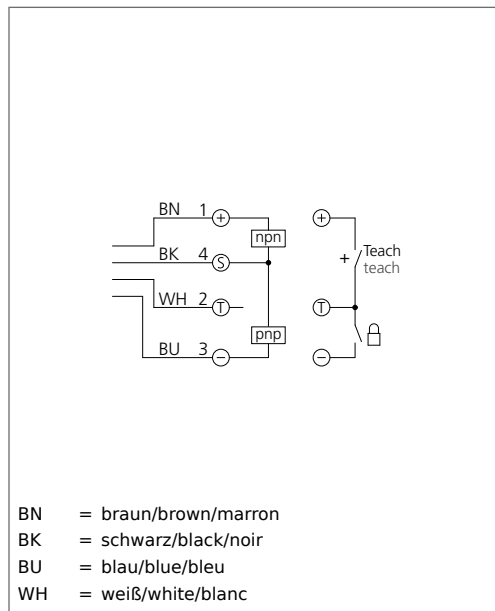 BN 1 +
npn
+
BK 4 S
+ Teach
teach
WH 2 T
T
BU 3 −
pnp
−
BN = braun/brown/marron
BK = schwarz/black/noir
BU = blau/blue/bleu
WH = weiß/white/blanc